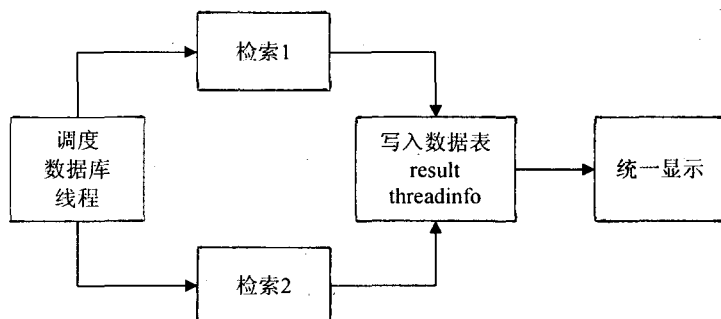 检索1
调度
数据库
线程
写入数据表
result
threadinfo
统一显示
检索2